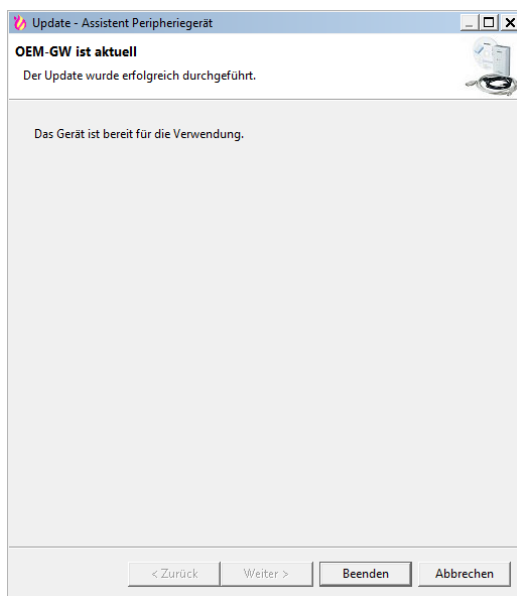 Update - Assistent Peripheriegerät
OEM-GW ist aktuell
Der Update wurde erfolgreich durchgeführt.
Das Gerät ist bereit für die Verwendung.
< Zurück Weiter > Beenden Abbrechen